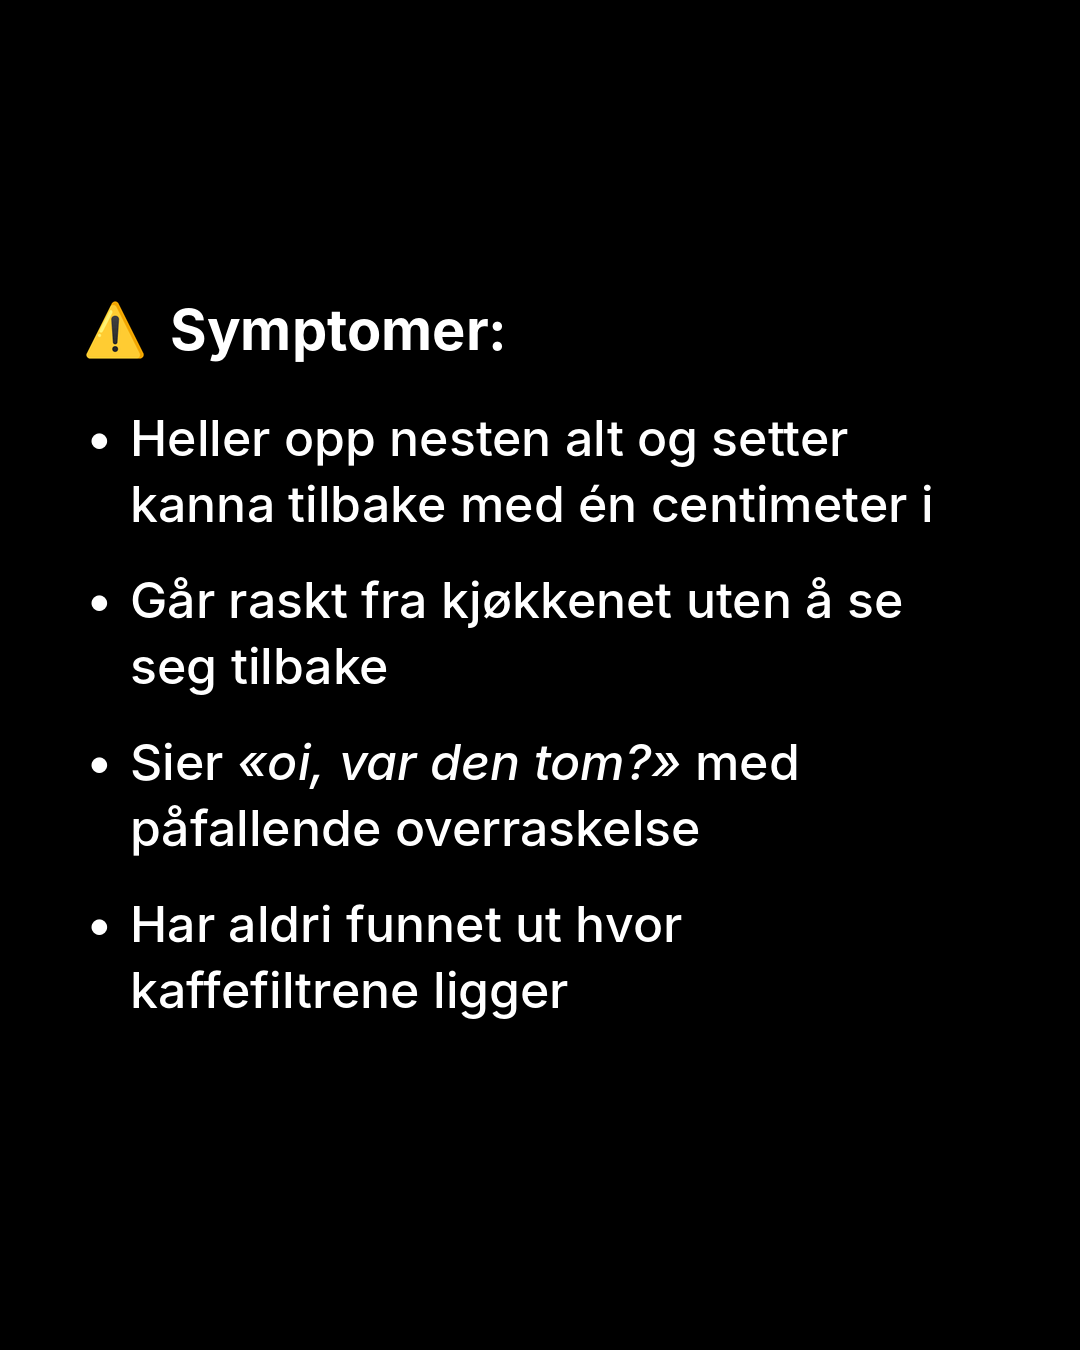 ⚠️ Symptomer:
• Heller opp nesten alt og setter
kanna tilbake med én centimeter i
• Går raskt fra kjøkkenet uten å se
seg tilbake
• Sier «oi, var den tom?» med
påfallende overraskelse
• Har aldri funnet ut hvor
kaffefiltrene ligger